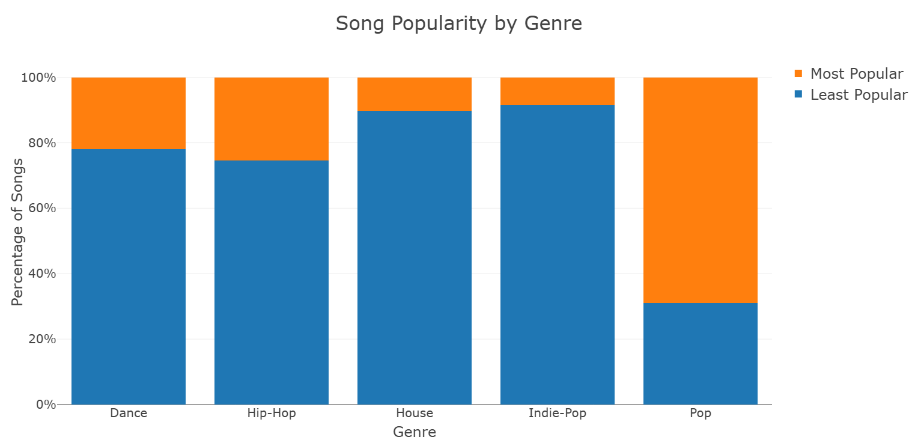 Song Popularity by Genre
Most Popular
Least Popular
Percentage of Songs
100%
80%
60%
40%
20%
0%
Dance
Hip-Hop
House
Indie-Pop
Pop
Genre